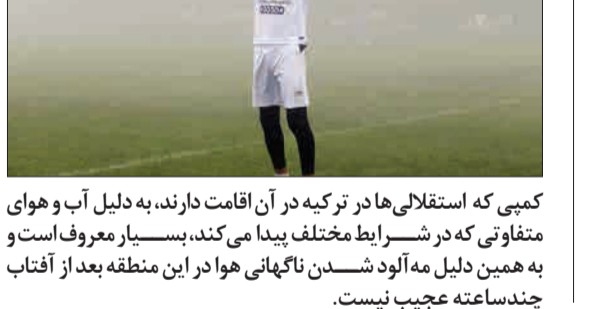 کمپی که استقلالی‌ها در ترکیه در آن اقامت دارند، به دلیل آب و هوای
متفاوتی که در شرایط مختلف پیدا می‌کند، بسیار معروف است و
به همین دلیل مه‌آلود شدن ناگهانی هوا در این منطقه بعد از آفتاب
چندساعته عجیب نیست.